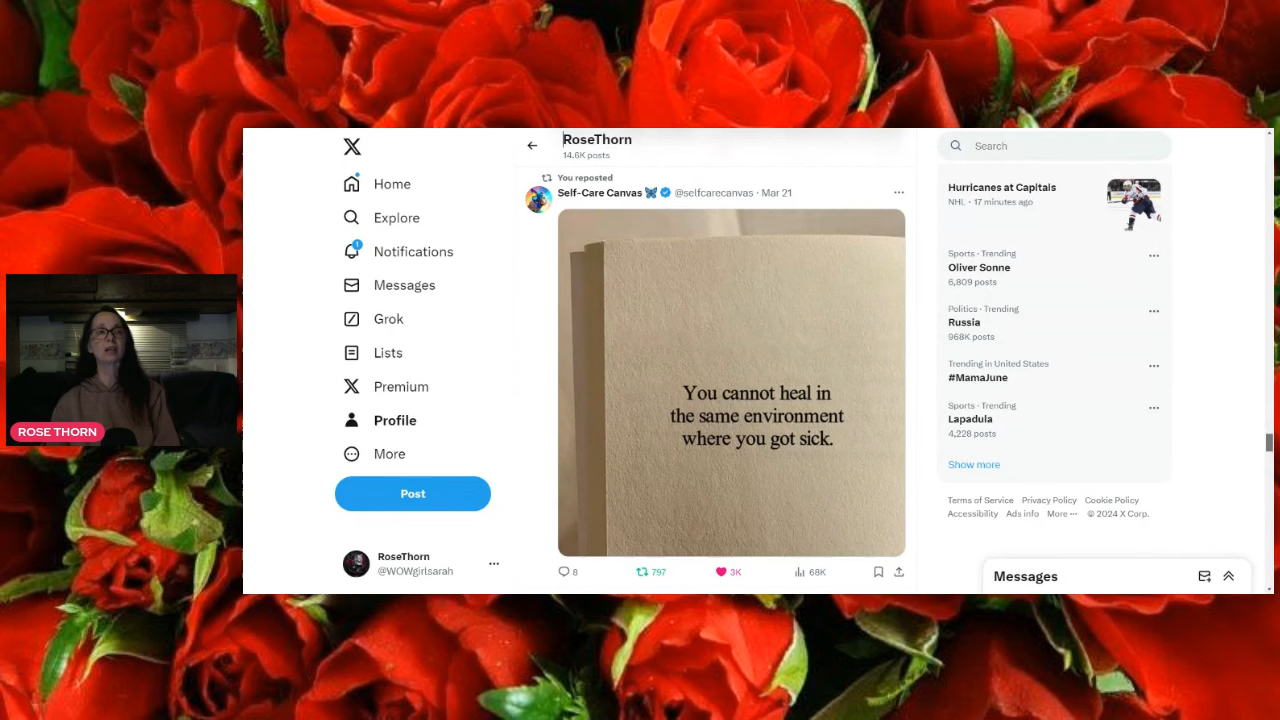 RoseThorn
14.6K posts
Home
Explore
1
Notifications
Messages
Grok
Lists
Premium
Profile
More
Post
RoseThorn
@WOWgirlsarah
You reposted
Self-Care Canvas @selfcarecanvas · Mar 21
You cannot heal in
the same environment
where you got sick.
8 797 3K 68K
Search
Hurricanes at Capitals
NHL · 17 minutes ago
Sports · Trending
Oliver Sonne
6,809 posts
Politics · Trending
Russia
968K posts
Trending in United States
#MamaJune
Sports · Trending
Lapadula
4,228 posts
Show more
Terms of Service Privacy Policy Cookie Policy
Accessibility Ads info More ··· © 2024 X Corp.
Messages
ROSE THORN